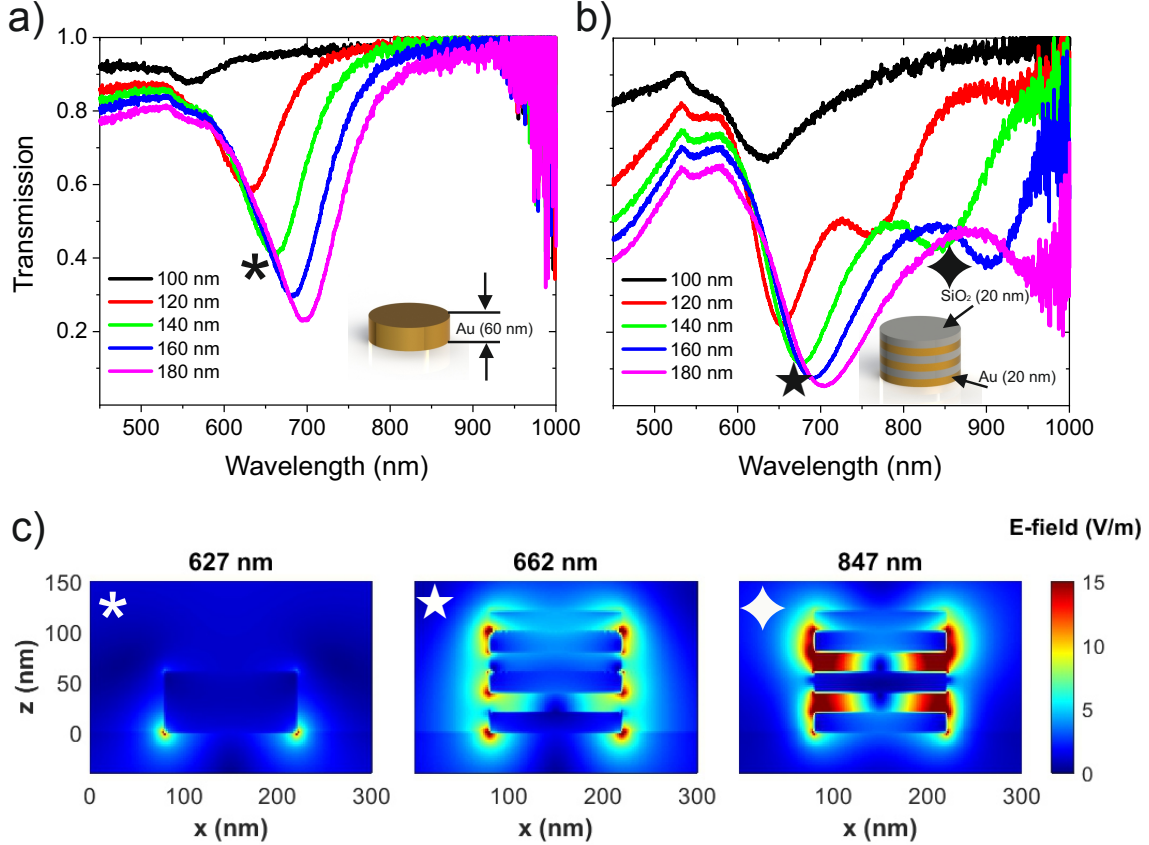 a)
1.0
0.8
0.6
0.4
0.2
Transmission
*
100 nm
120 nm
140 nm
160 nm
180 nm
Au (60 nm)
450 500 600 700 800 900 1000
Wavelength (nm)
b)
100 nm
120 nm
140 nm
160 nm
180 nm
SiO₂ (20 nm)
Au (20 nm)
500 600 700 800 900 1000
Wavelength (nm)
c)
E-field (V/m)
627 nm
662 nm
847 nm
*
150
100
50
0
z (nm)
0 100 200 300
x (nm)
100 200 300
x (nm)
100 200 300
x (nm)
15
10
5
0